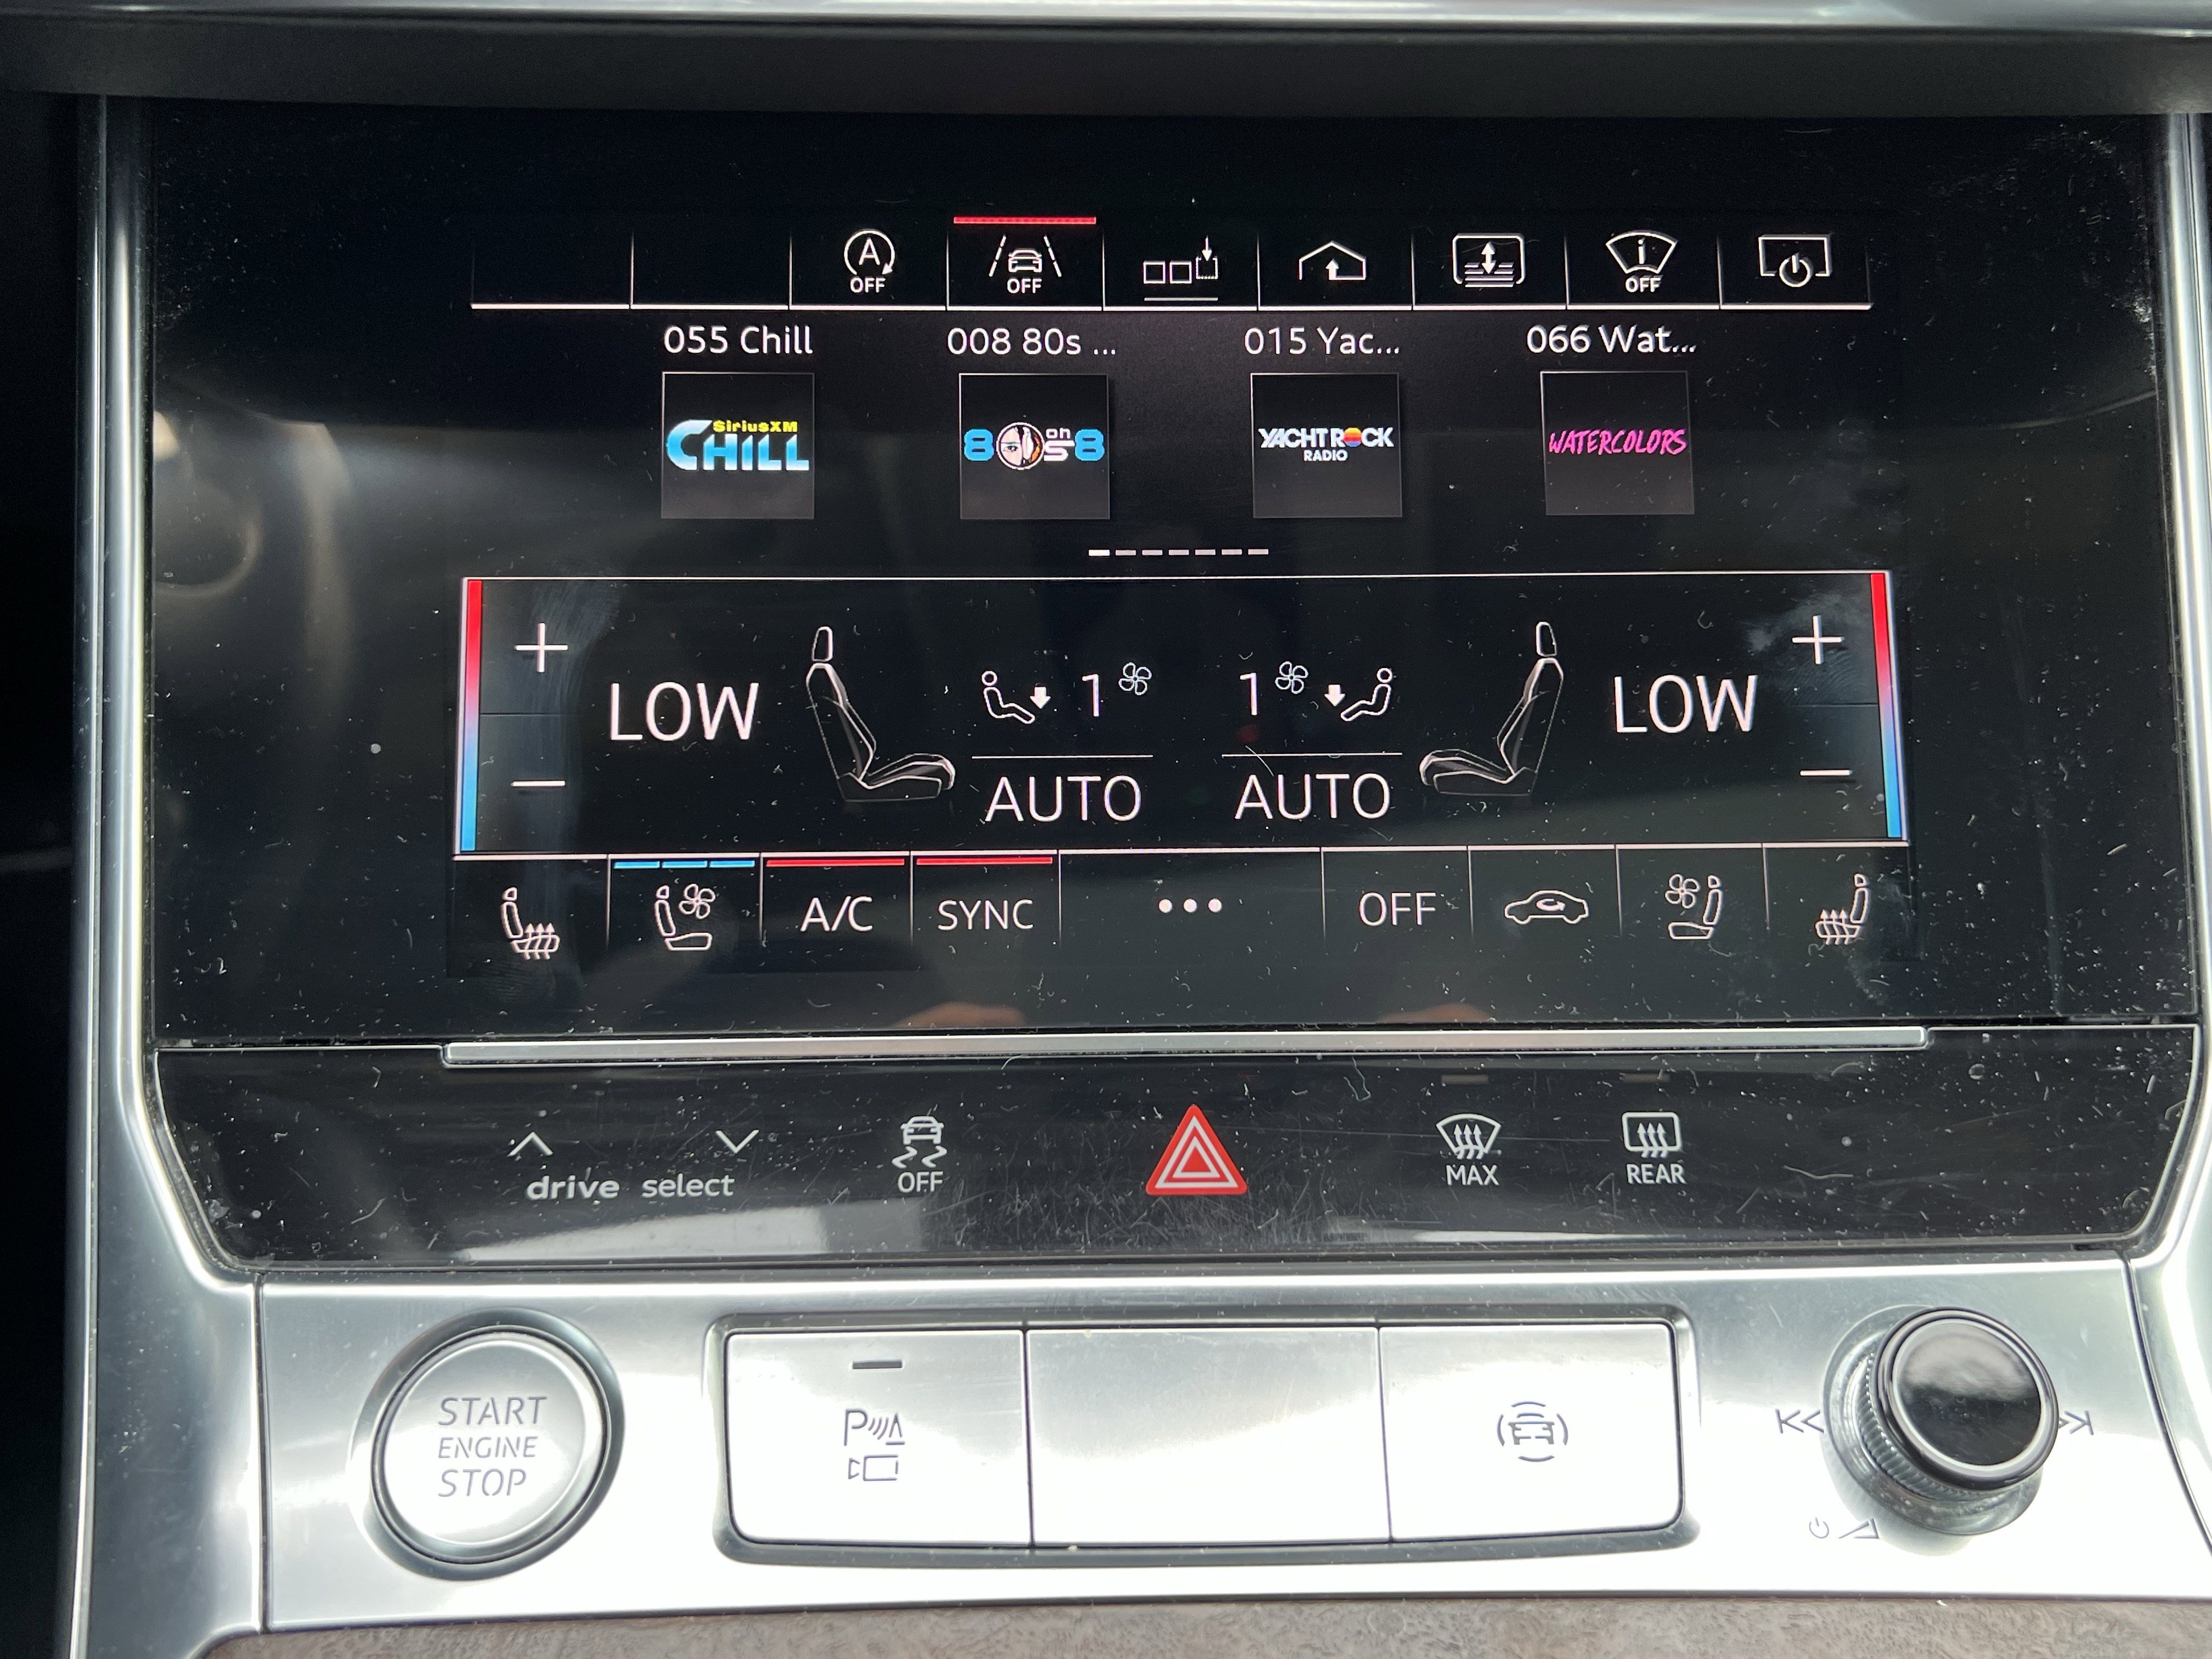 A
OFF
OFF
i
OFF
055 Chill
008 80s ...
015 Yac...
066 Wat...
SiriusXM
CHILL
80s on 8
YACHT ROCK
RADIO
WATERCOLORS
+
LOW
1
1
LOW
+
−
AUTO
AUTO
−
A/C
SYNC
•••
OFF
drive select
OFF
MAX
REAR
START
ENGINE
STOP
P